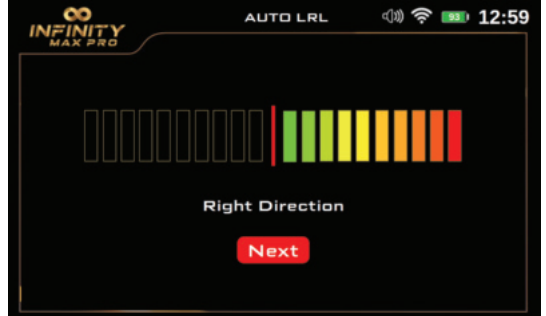 INFINITY
MAX PRO
AUTO LRL
93
12:59
Right Direction
Next